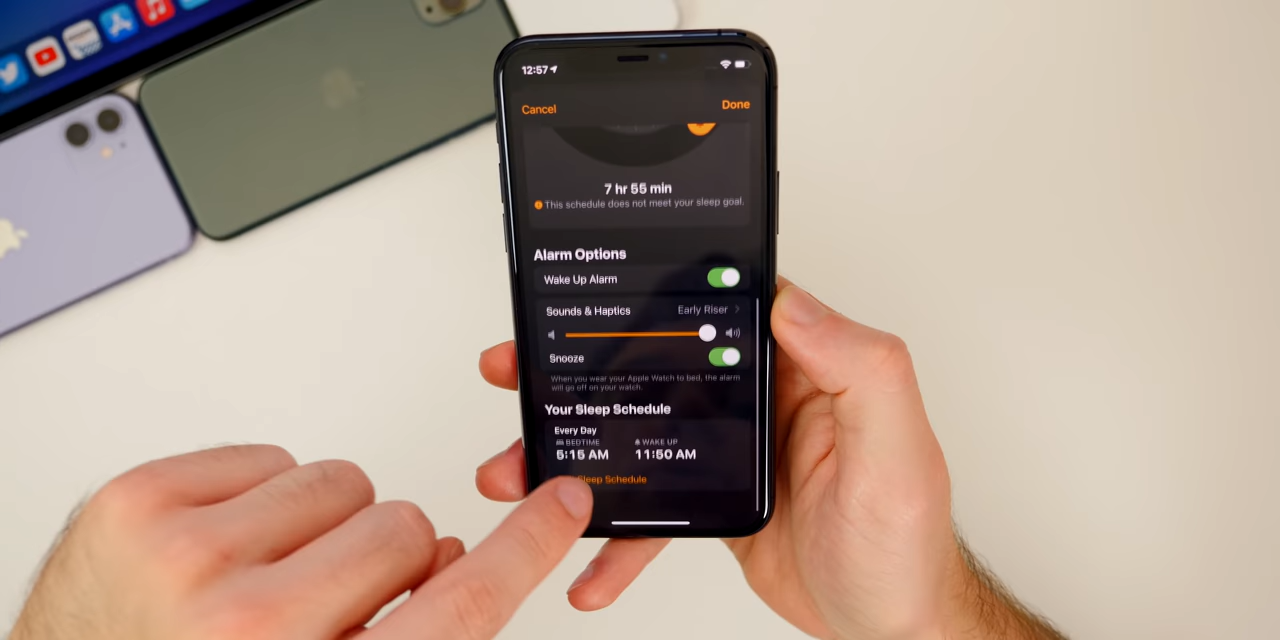 12:57
Cancel Done
7 hr 55 min
This schedule does not meet your sleep goal.
Alarm Options
Wake Up Alarm
Sounds & Haptics Early Riser
Snooze
When you wear your Apple Watch to bed, the alarm
will go off on your watch.
Your Sleep Schedule
Every Day
BEDTIME WAKE UP
5:15 AM 11:50 AM
Sleep Schedule